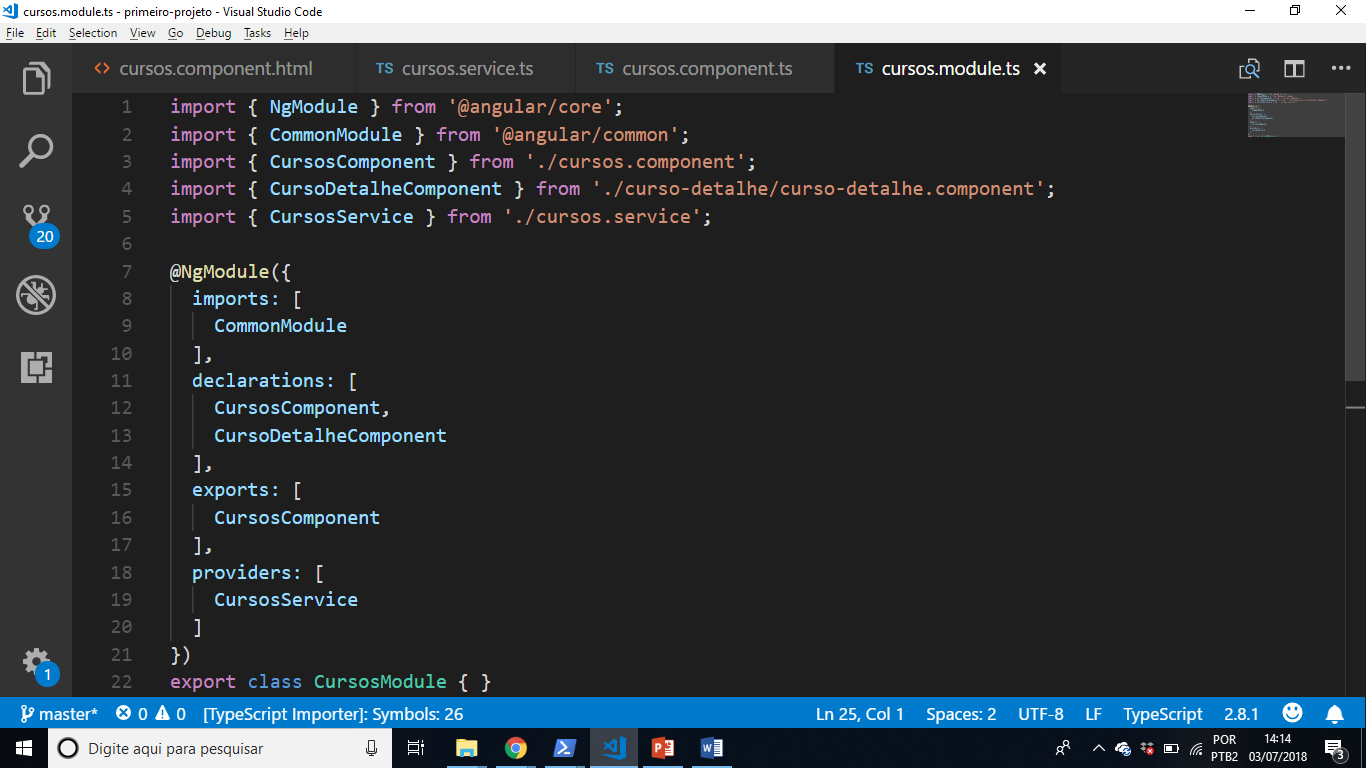 cursos.module.ts - primeiro-projeto - Visual Studio Code
File Edit Selection View Go Debug Tasks Help
<> cursos.component.html TS cursos.service.ts TS cursos.component.ts TS cursos.module.ts
1 import { NgModule } from '@angular/core';
2 import { CommonModule } from '@angular/common';
3 import { CursosComponent } from './cursos.component';
4 import { CursoDetalheComponent } from './curso-detalhe/curso-detalhe.component';
5 import { CursosService } from './cursos.service';
6
7 @NgModule({
8 imports: [
9 CommonModule
10 ],
11 declarations: [
12 CursosComponent,
13 CursoDetalheComponent
14 ],
15 exports: [
16 CursosComponent
17 ],
18 providers: [
19 CursosService
20 ]
21 })
22 export class CursosModule { }
20
1
master* 0 0 [TypeScript Importer]: Symbols: 26 Ln 25, Col 1 Spaces: 2 UTF-8 LF TypeScript 2.8.1
Digite aqui para pesquisar
POR
PTB2
14:14
03/07/2018
3